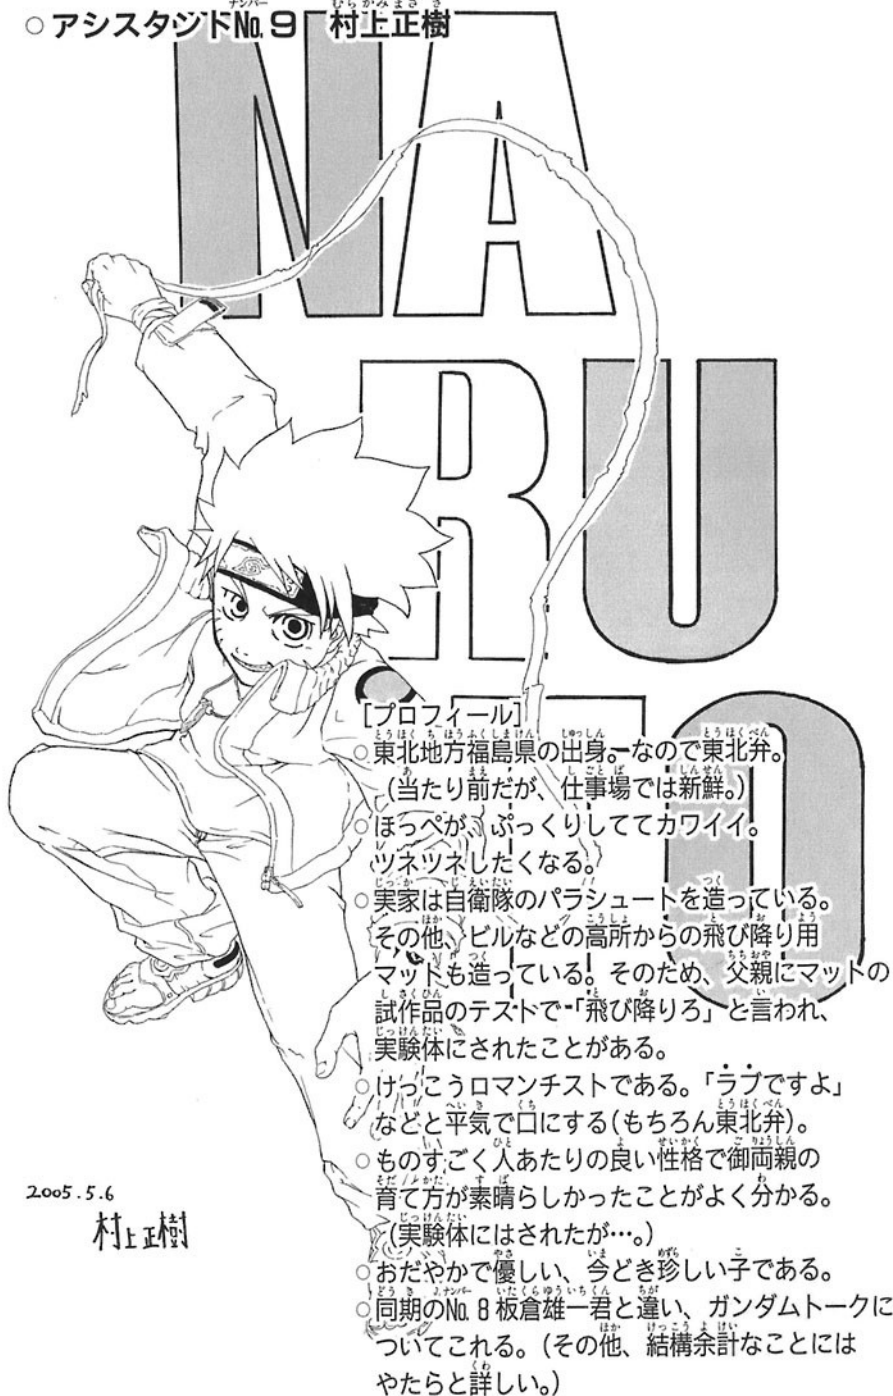 ○アシスタントNo.9 村上正樹
NA
RU
TO
[プロフィール]
○東北地方福島県の出身。なので東北弁。
(当たり前だが、仕事場では新鮮。)
○ほっぺが、ぷっくりしててカワイイ。
ツネツネしたくなる。
○実家は自衛隊のパラシュートを造っている。
その他、ビルなどの高所からの飛び降り用
マットも造っている。そのため、父親にマットの
試作品のテストで「飛び降りろ」と言われ、
実験体にされたことがある。
○けっこうロマンチストである。「ラブですよ」
などと平気で口にする(もちろん東北弁)。
○ものすごく人あたりの良い性格で御両親の
育て方が素晴らしかったことがよく分かる。
(実験体にはされたが…。)
○おだやかで優しい、今どき珍しい子である。
○同期のNo.8板倉雄一君と違い、ガンダムトークに
ついてこれる。(その他、結構余計なことには
やたらと詳しい。)
2005.5.6
村上正樹